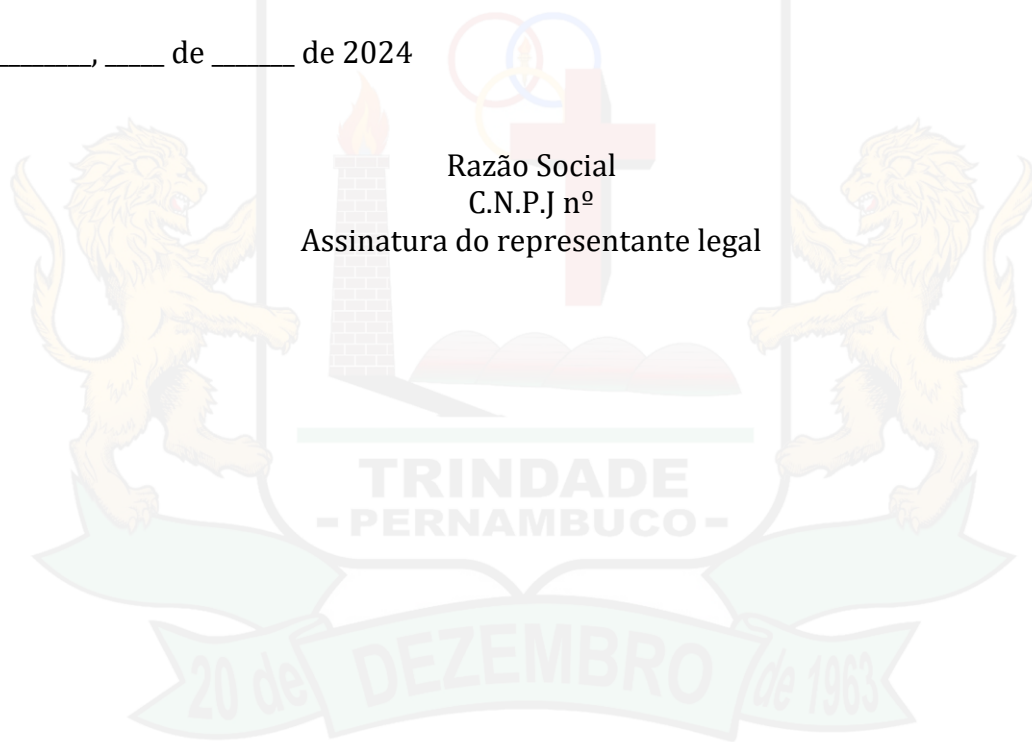 ________, _____ de _______ de 2024
Razão Social
C.N.P.J nº
Assinatura do representante legal
TRINDADE
- PERNAMBUCO -
20 de DEZEMBRO de 1963